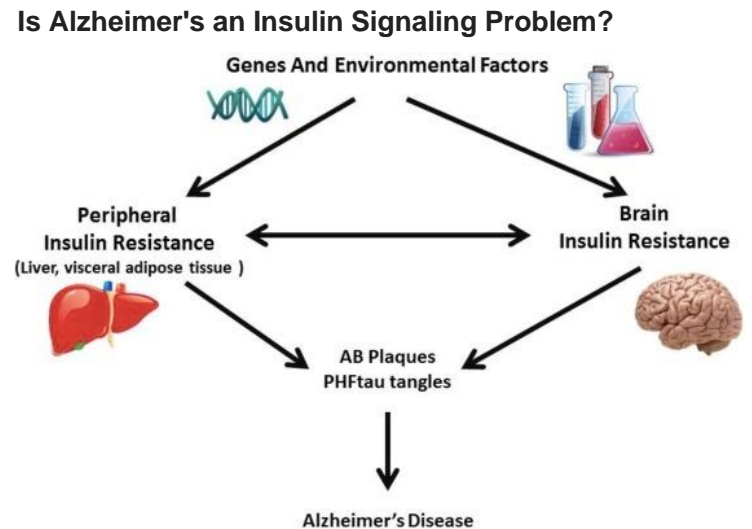 Is Alzheimer's an Insulin Signaling Problem?
Genes And Environmental Factors
Peripheral
Insulin Resistance
(Liver, visceral adipose tissue )
Brain
Insulin Resistance
AB Plaques
PHFtau tangles
Alzheimer's Disease